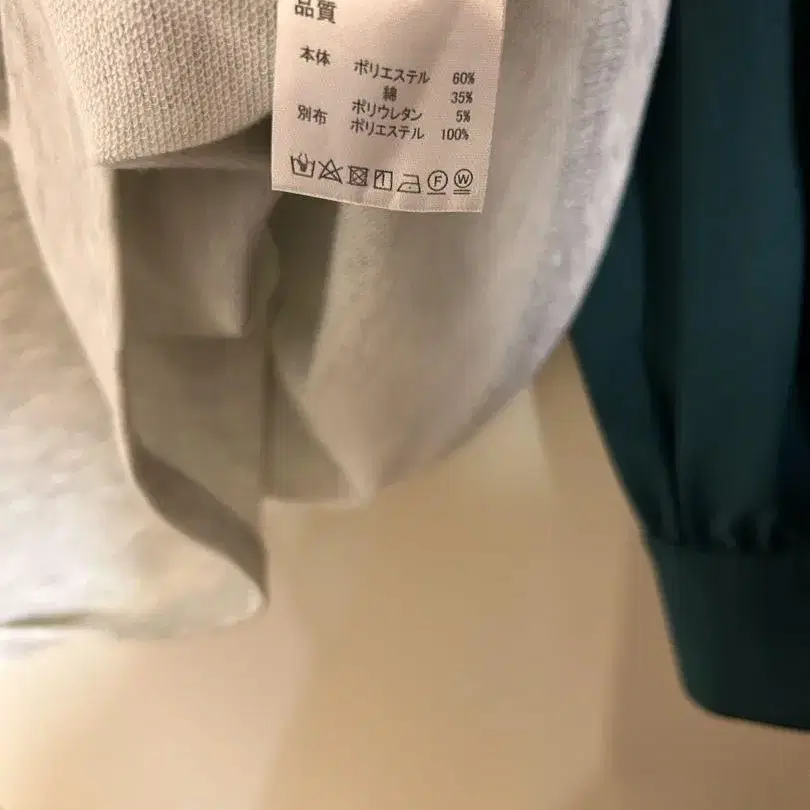 品質
本体 ポリエステル 60%
綿 35%
ポリウレタン 5%
別布 ポリエステル 100%
F W